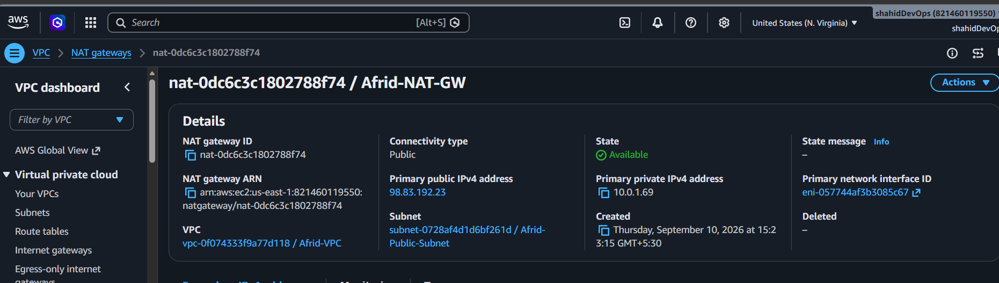 aws
Search
[Alt+S]
United States (N. Virginia)
shahidDevOps (821460119550)
VPC
NAT gateways
nat-0dc6c3c1802788f74
VPC dashboard
Filter by VPC
AWS Global View
Virtual private cloud
Your VPCs
Subnets
Route tables
Internet gateways
Egress-only internet
gateways
nat-0dc6c3c1802788f74 / Afrid-NAT-GW
Actions
Details
NAT gateway ID
nat-0dc6c3c1802788f74
NAT gateway ARN
arn:aws:ec2:us-east-1:821460119550:
natgateway/nat-0dc6c3c1802788f74
VPC
vpc-0f074333f9a77d118 / Afrid-VPC
Connectivity type
Public
Primary public IPv4 address
98.83.192.23
Subnet
subnet-0728af4d1d6bf261d / Afrid-
Public-Subnet
State
Available
Primary private IPv4 address
10.0.1.69
Created
Thursday, September 10, 2026 at 15:2
3:15 GMT+5:30
State message Info
–
Primary network interface ID
eni-057744af3b3085c67
Deleted
–